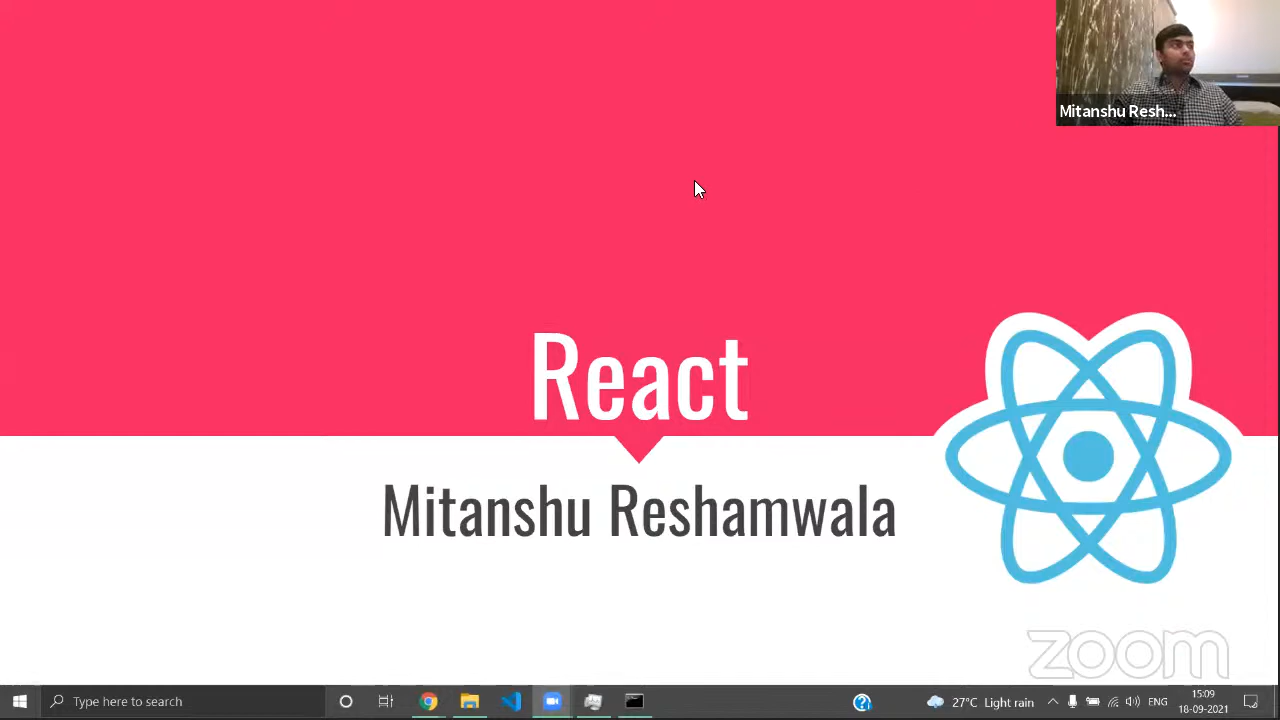 Mitanshu Resh...
React
Mitanshu Reshamwala
zoom
Type here to search
27°C Light rain
ENG
15:09
18-09-2021